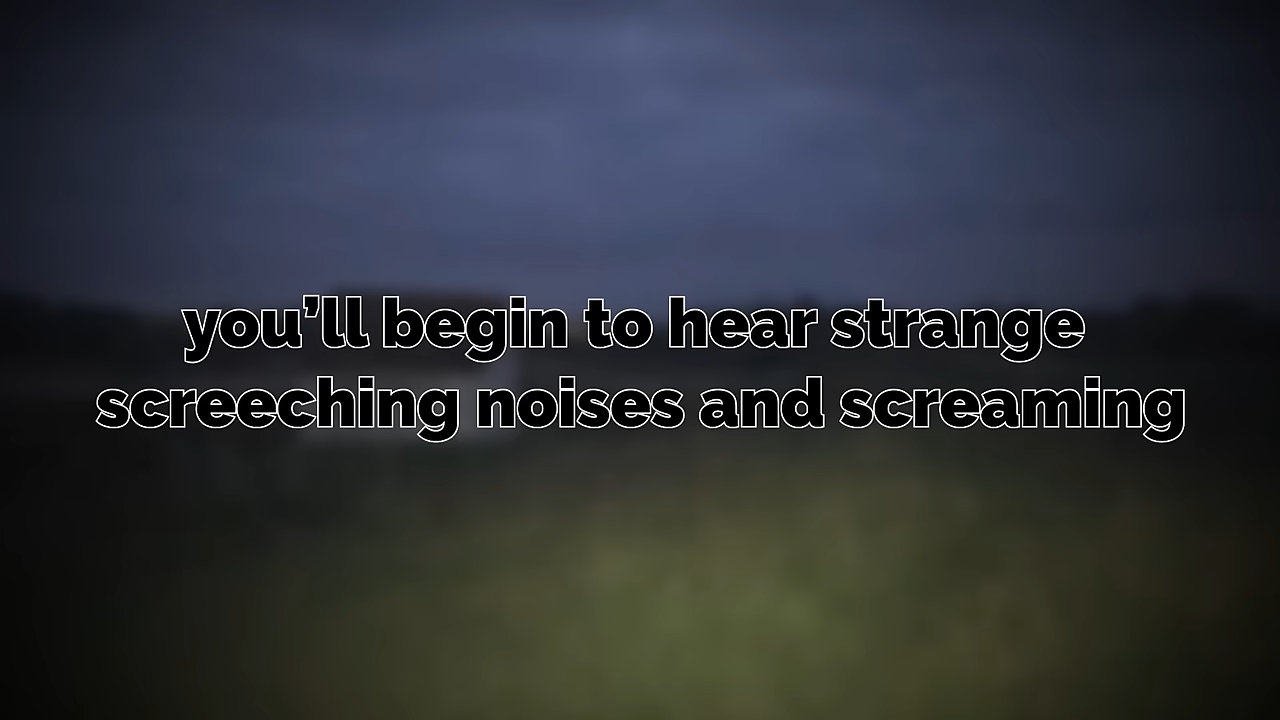 you’ll begin to hear strange
screeching noises and screaming